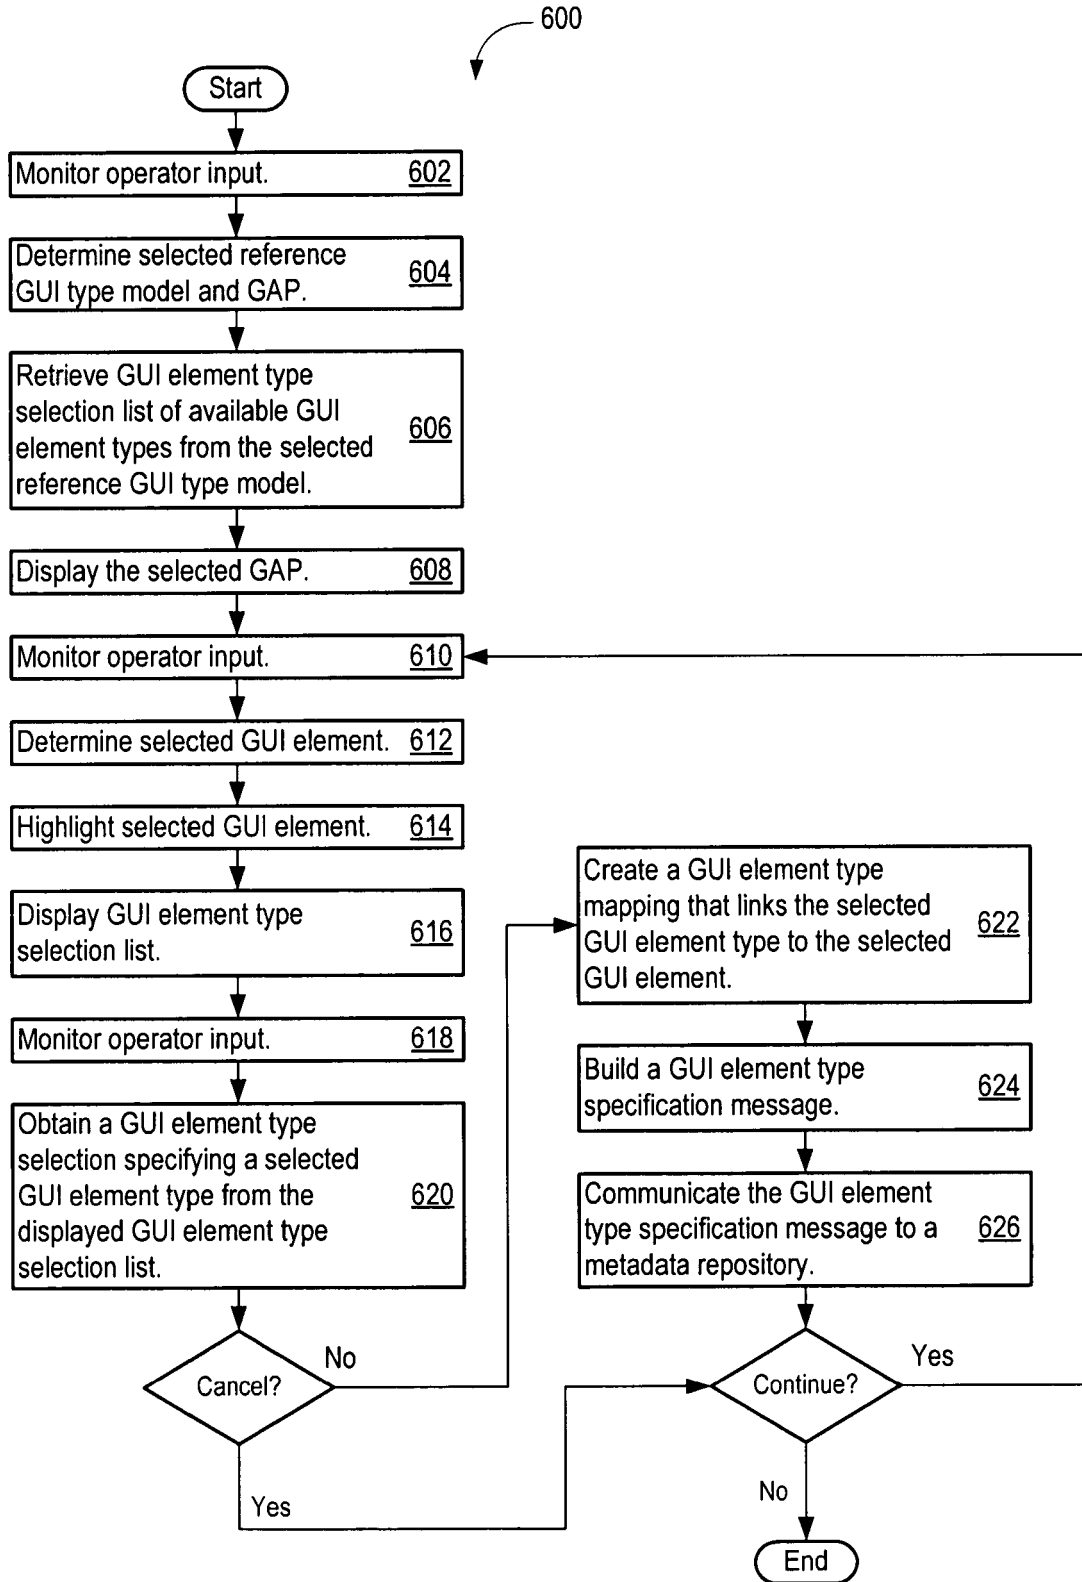 600
Start
Monitor operator input. 602
Determine selected reference
GUI type model and GAP.
604
Retrieve GUI element type
selection list of available GUI
element types from the selected
reference GUI type model.
606
Display the selected GAP. 608
Monitor operator input. 610
Determine selected GUI element. 612
Highlight selected GUI element. 614
Display GUI element type
selection list.
616
Monitor operator input. 618
Obtain a GUI element type
selection specifying a selected
GUI element type from the
displayed GUI element type
selection list.
620
Cancel?
No
Yes
Create a GUI element type
mapping that links the selected
GUI element type to the selected
GUI element.
622
Build a GUI element type
specification message.
624
Communicate the GUI element
type specification message to a
metadata repository.
626
Continue?
Yes
No
End